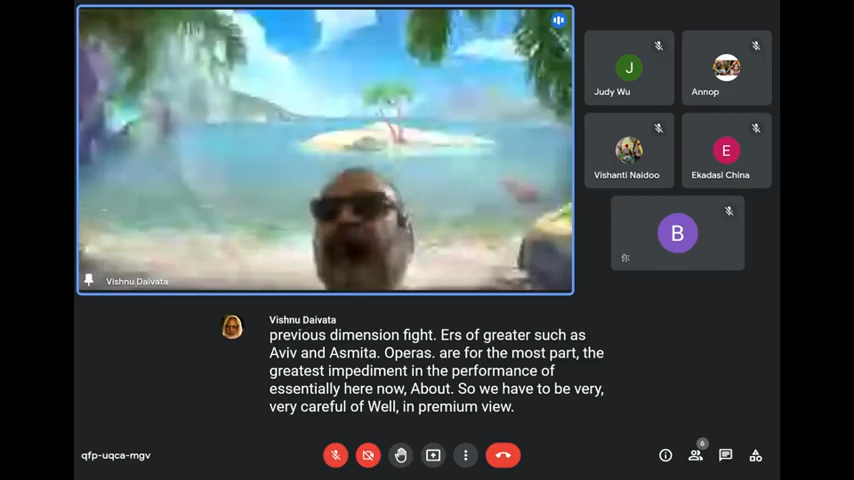 Vishnu Daivata
J
Judy Wu
Annop
Vishanti Naidoo
E
Ekadasi China
B
你
Vishnu Daivata
previous dimension fight. Ers of greater such as
Aviv and Asmita. Operas. are for the most part, the
greatest impediment in the performance of
essentially here now, About. So we have to be very,
very careful of Well, in premium view.
qfp-uqca-mgv
6